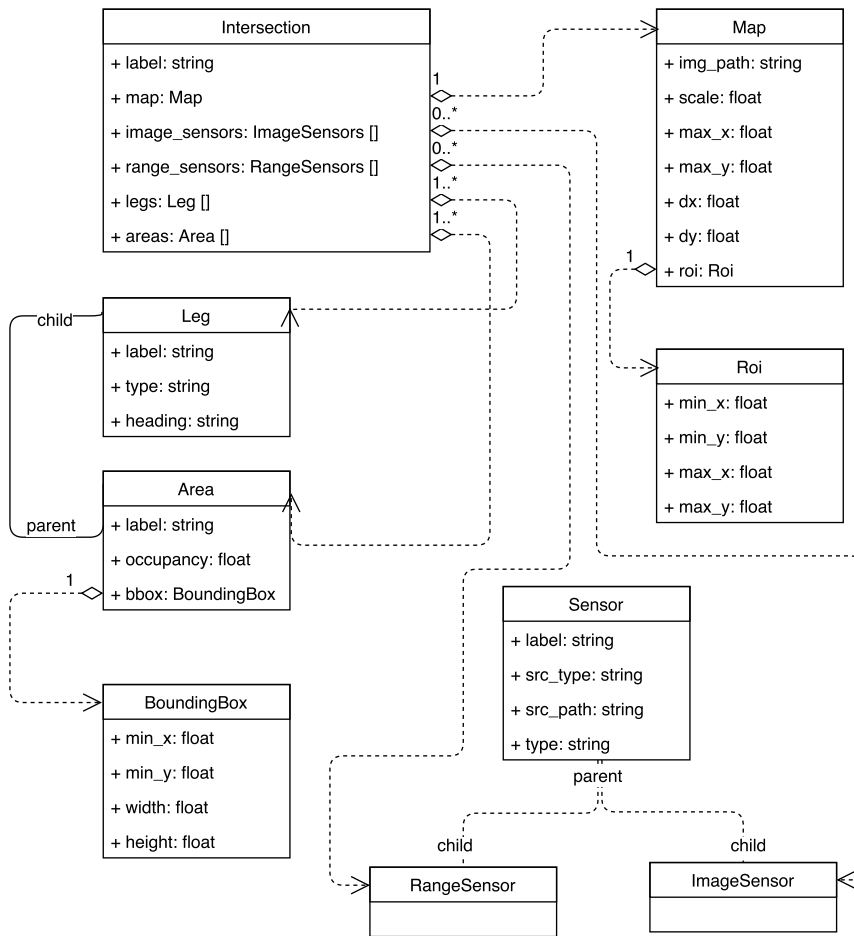 Intersection
+ label: string
+ map: Map
+ image_sensors: ImageSensors []
+ range_sensors: RangeSensors []
+ legs: Leg []
+ areas: Area []
1
0..*
0..*
1..*
1..*
Map
+ img_path: string
+ scale: float
+ max_x: float
+ max_y: float
+ dx: float
+ dy: float
+ roi: Roi
1
child
Leg
+ label: string
+ type: string
+ heading: string
Roi
+ min_x: float
+ min_y: float
+ max_x: float
+ max_y: float
parent
Area
+ label: string
+ occupancy: float
+ bbox: BoundingBox
1
Sensor
+ label: string
+ src_type: string
+ src_path: string
+ type: string
parent
BoundingBox
+ min_x: float
+ min_y: float
+ width: float
+ height: float
child
child
RangeSensor
ImageSensor